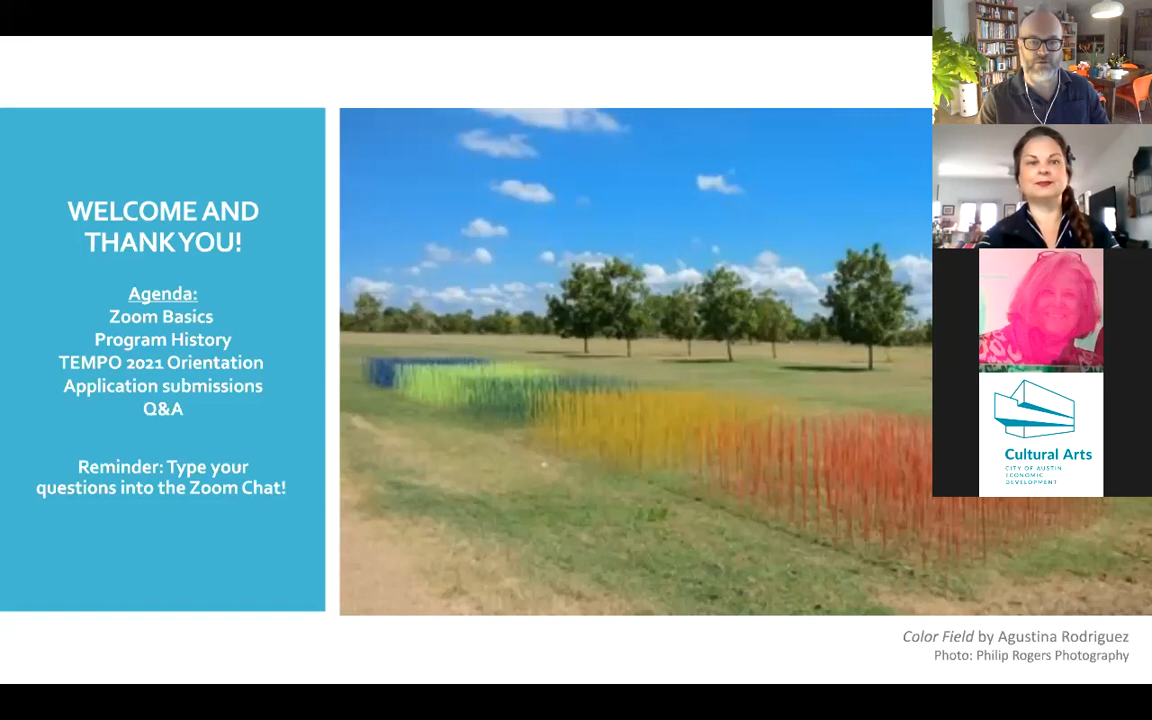 WELCOME AND
THANK YOU!
Agenda:
Zoom Basics
Program History
TEMPO 2021 Orientation
Application submissions
Q&A
Reminder: Type your
questions into the Zoom Chat!
Cultural Arts
CITY OF AUSTIN
ECONOMIC
DEVELOPMENT
Color Field by Agustina Rodriguez
Photo: Philip Rogers Photography